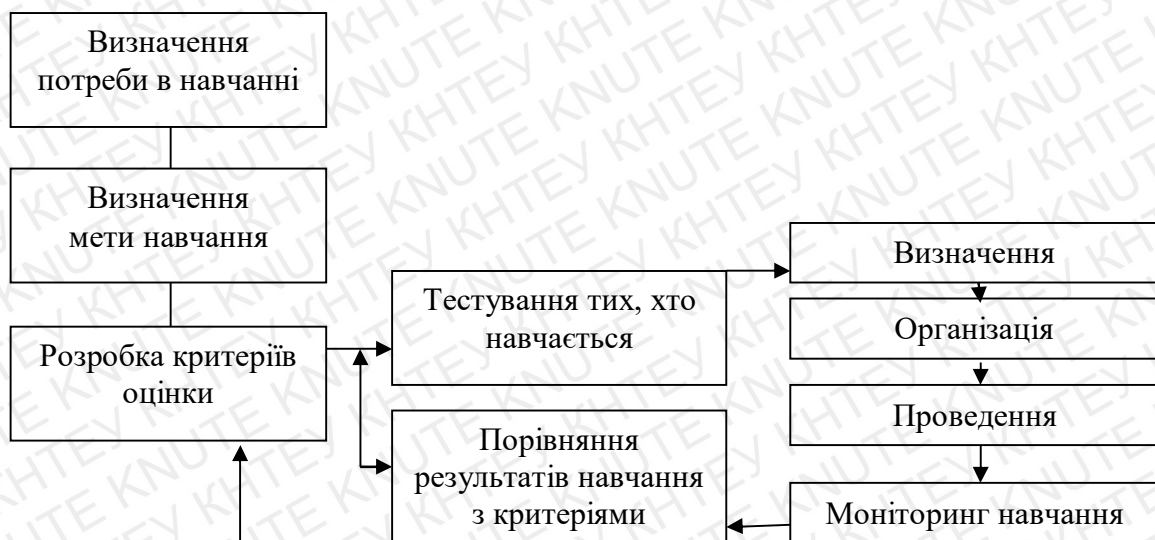 Визначення
потреби в навчанні
Визначення
мети навчання
Розробка критеріїв
оцінки
Тестування тих, хто
навчається
Порівняння
результатів навчання
з критеріями
Визначення
Організація
Проведення
Моніторинг навчання